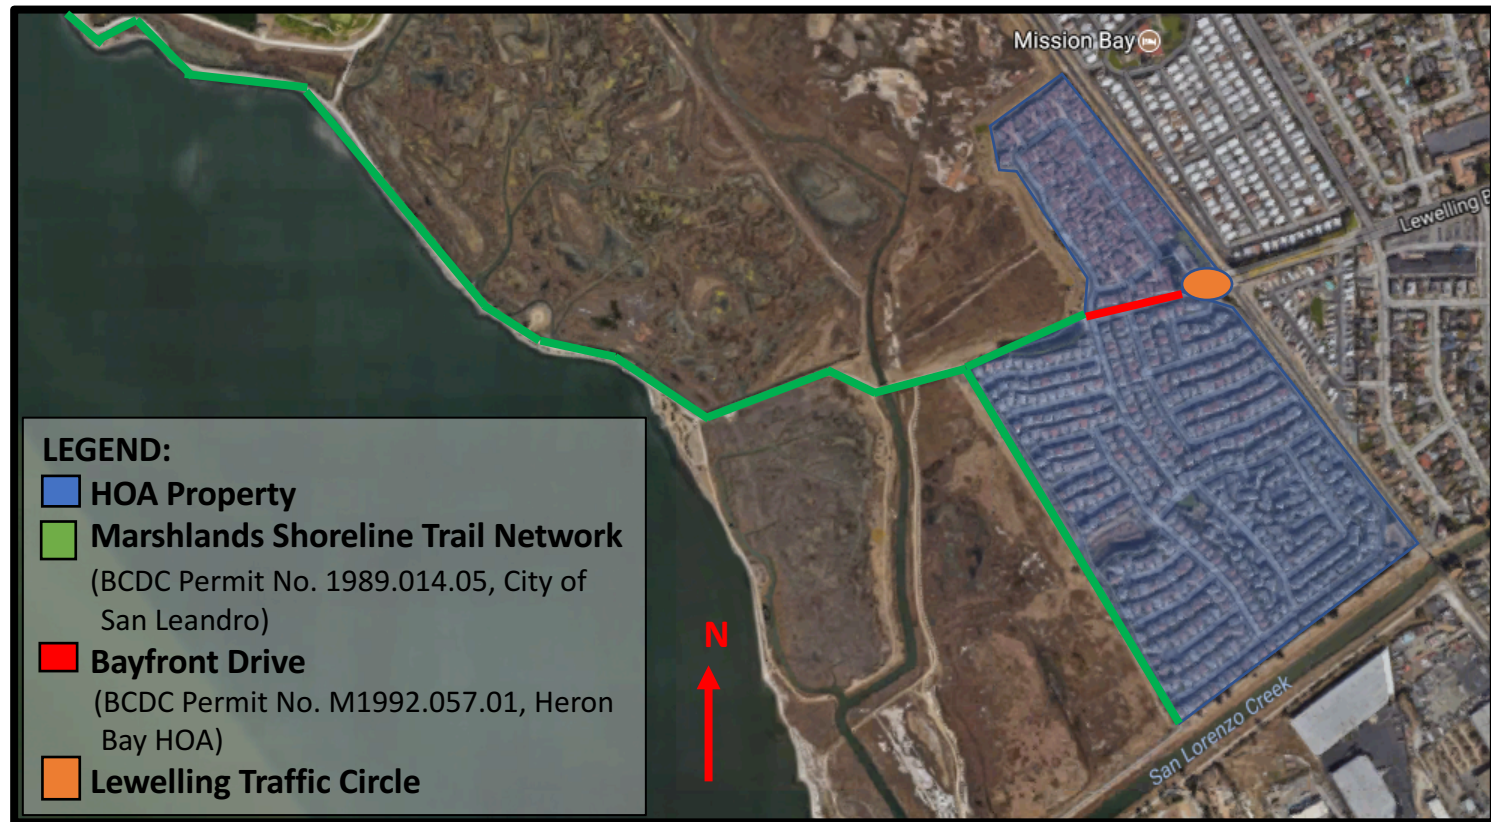 Mission Bay
Lewelling B
LEGEND:
HOA Property
Marshlands Shoreline Trail Network
(BCDC Permit No. 1989.014.05, City of
San Leandro)
Bayfront Drive
(BCDC Permit No. M1992.057.01, Heron
Bay HOA)
Lewelling Traffic Circle
N
San Lorenzo Creek